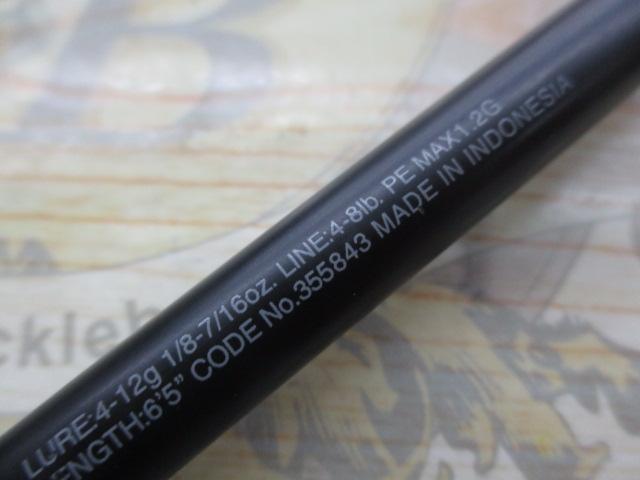 LURE:4-12g 1/8-7/16oz. LINE:4-8lb. PE MAX1.2G
ENGTH:6'5" CODE No.355843 MADE IN INDONESIA
B
ckleb